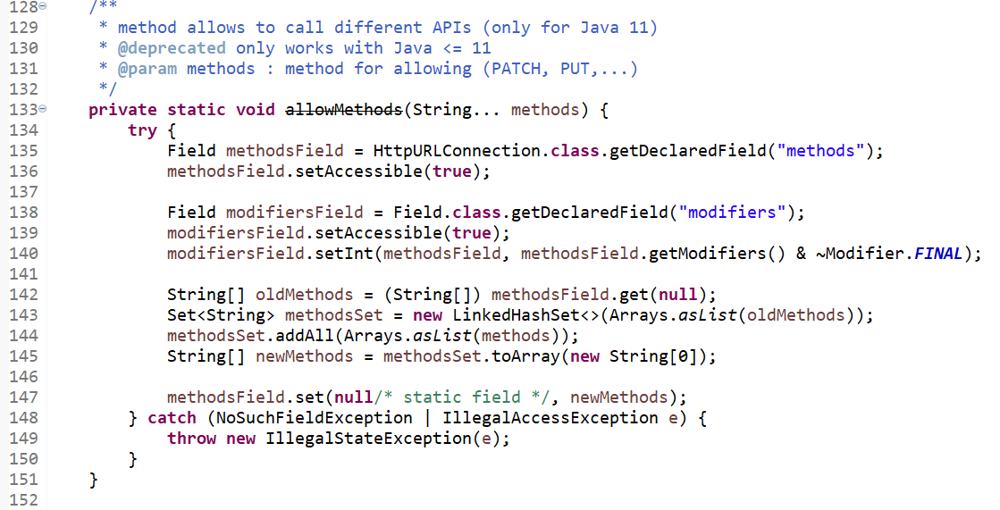 128 /**
129 * method allows to call different APIs (only for Java 11)
130 * @deprecated only works with Java <= 11
131 * @param methods : method for allowing (PATCH, PUT,...)
132 */
133 private static void allowMethods(String... methods) {
134 try {
135 Field methodsField = HttpURLConnection.class.getDeclaredField("methods");
136 methodsField.setAccessible(true);
137
138 Field modifiersField = Field.class.getDeclaredField("modifiers");
139 modifiersField.setAccessible(true);
140 modifiersField.setInt(methodsField, methodsField.getModifiers() & ~Modifier.FINAL);
141
142 String[] oldMethods = (String[]) methodsField.get(null);
143 Set<String> methodsSet = new LinkedHashSet<>(Arrays.asList(oldMethods));
144 methodsSet.addAll(Arrays.asList(methods));
145 String[] newMethods = methodsSet.toArray(new String[0]);
146
147 methodsField.set(null/* static field */, newMethods);
148 } catch (NoSuchFieldException | IllegalAccessException e) {
149 throw new IllegalStateException(e);
150 }
151 }
152